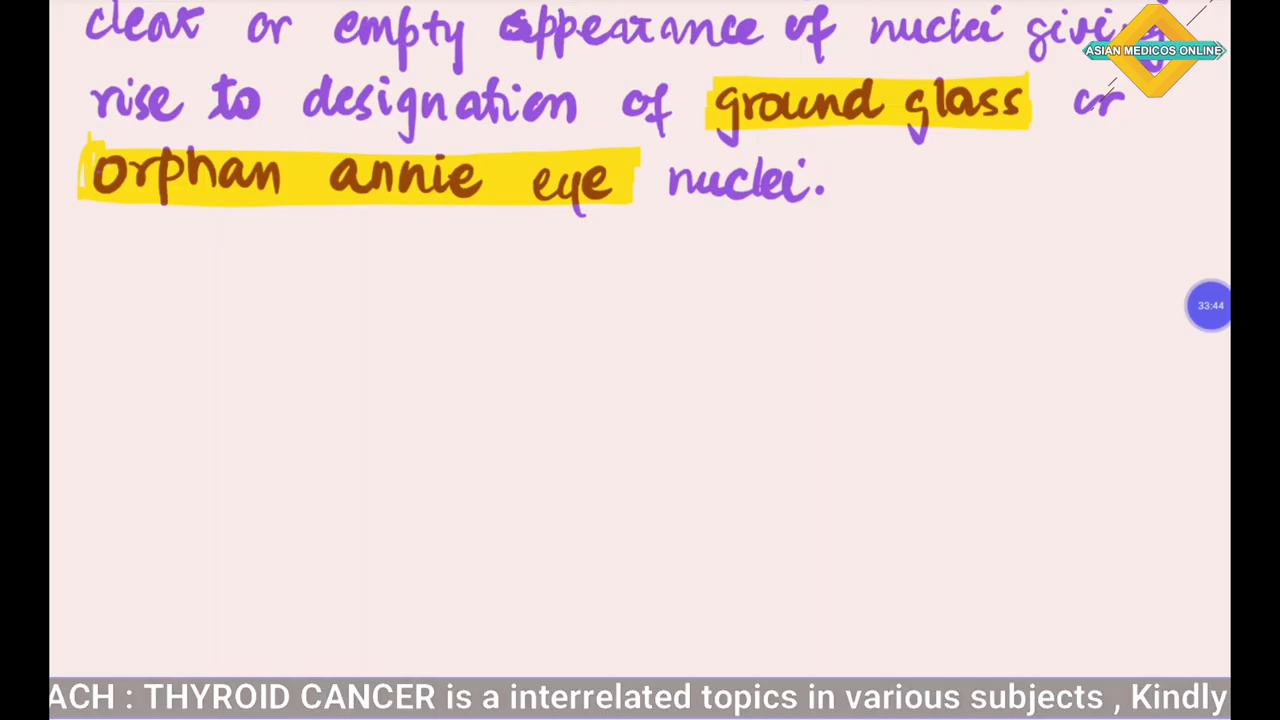 clear or empty appearance of nuclei giving
ASIAN MEDICOS ONLINE
rise to designation of ground glass or
orphan annie eye nuclei.
33:44
ACH : THYROID CANCER is a interrelated topics in various subjects , Kindly